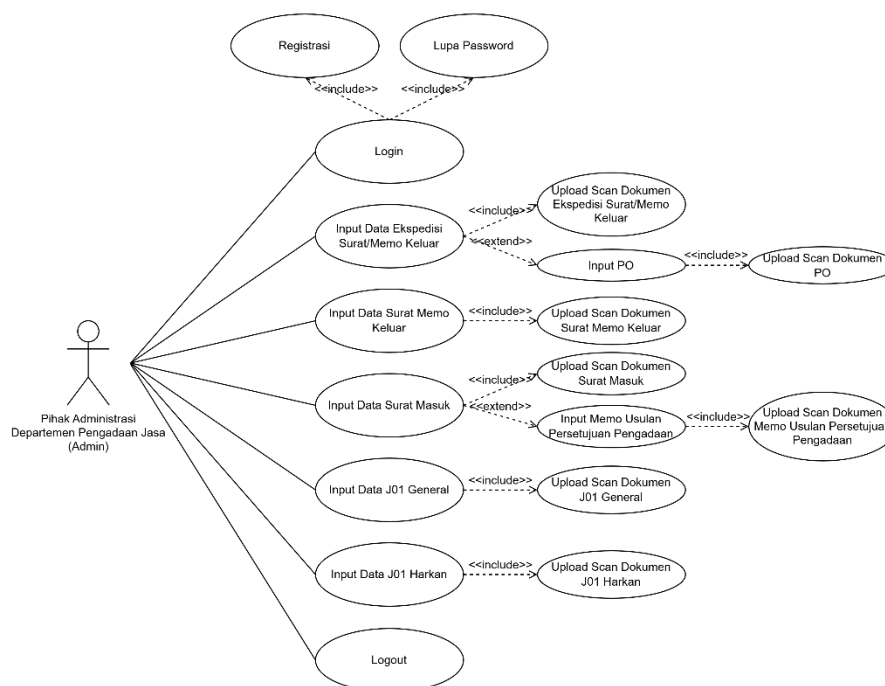 Registrasi
Lupa Password
<<include>>
<<include>>
Login
Input Data Ekspedisi
Surat/Memo Keluar
<<include>>
Upload Scan Dokumen
Ekspedisi Surat/Memo
Keluar
<<extend>>
Input PO
<<include>>
Upload Scan Dokumen
PO
Input Data Surat Memo
Keluar
<<include>>
Upload Scan Dokumen
Surat Memo Keluar
Input Data Surat Masuk
<<include>>
Upload Scan Dokumen
Surat Masuk
<<extend>>
Input Memo Usulan
Persetujuan Pengadaan
<<include>>
Upload Scan Dokumen
Memo Usulan Persetujua
Pengadaan
Pihak Administrasi
Departemen Pengadaan Jasa
(Admin)
Input Data J01 General
<<include>>
Upload Scan Dokumen
J01 General
Input Data J01 Harkan
<<include>>
Upload Scan Dokumen
J01 Harkan
Logout